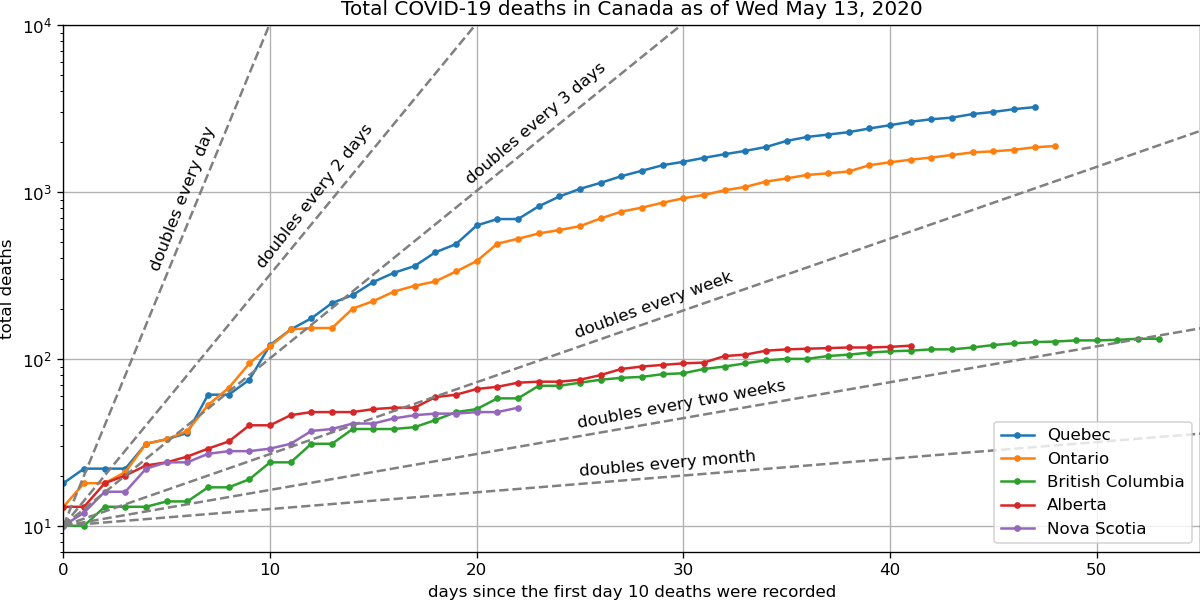 Total COVID-19 deaths in Canada as of Wed May 13, 2020
total deaths
10⁴
10³
10²
10¹
doubles every day
doubles every 2 days
doubles every 3 days
doubles every week
doubles every two weeks
doubles every month
Quebec
Ontario
British Columbia
Alberta
Nova Scotia
0 10 20 30 40 50
days since the first day 10 deaths were recorded